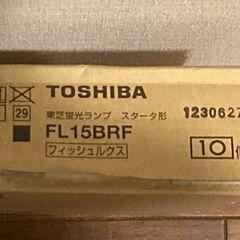 TOSHIBA
29
東芝蛍光ランプ スタータ形
1230627
FL15BRF
フィッシュルクス
10